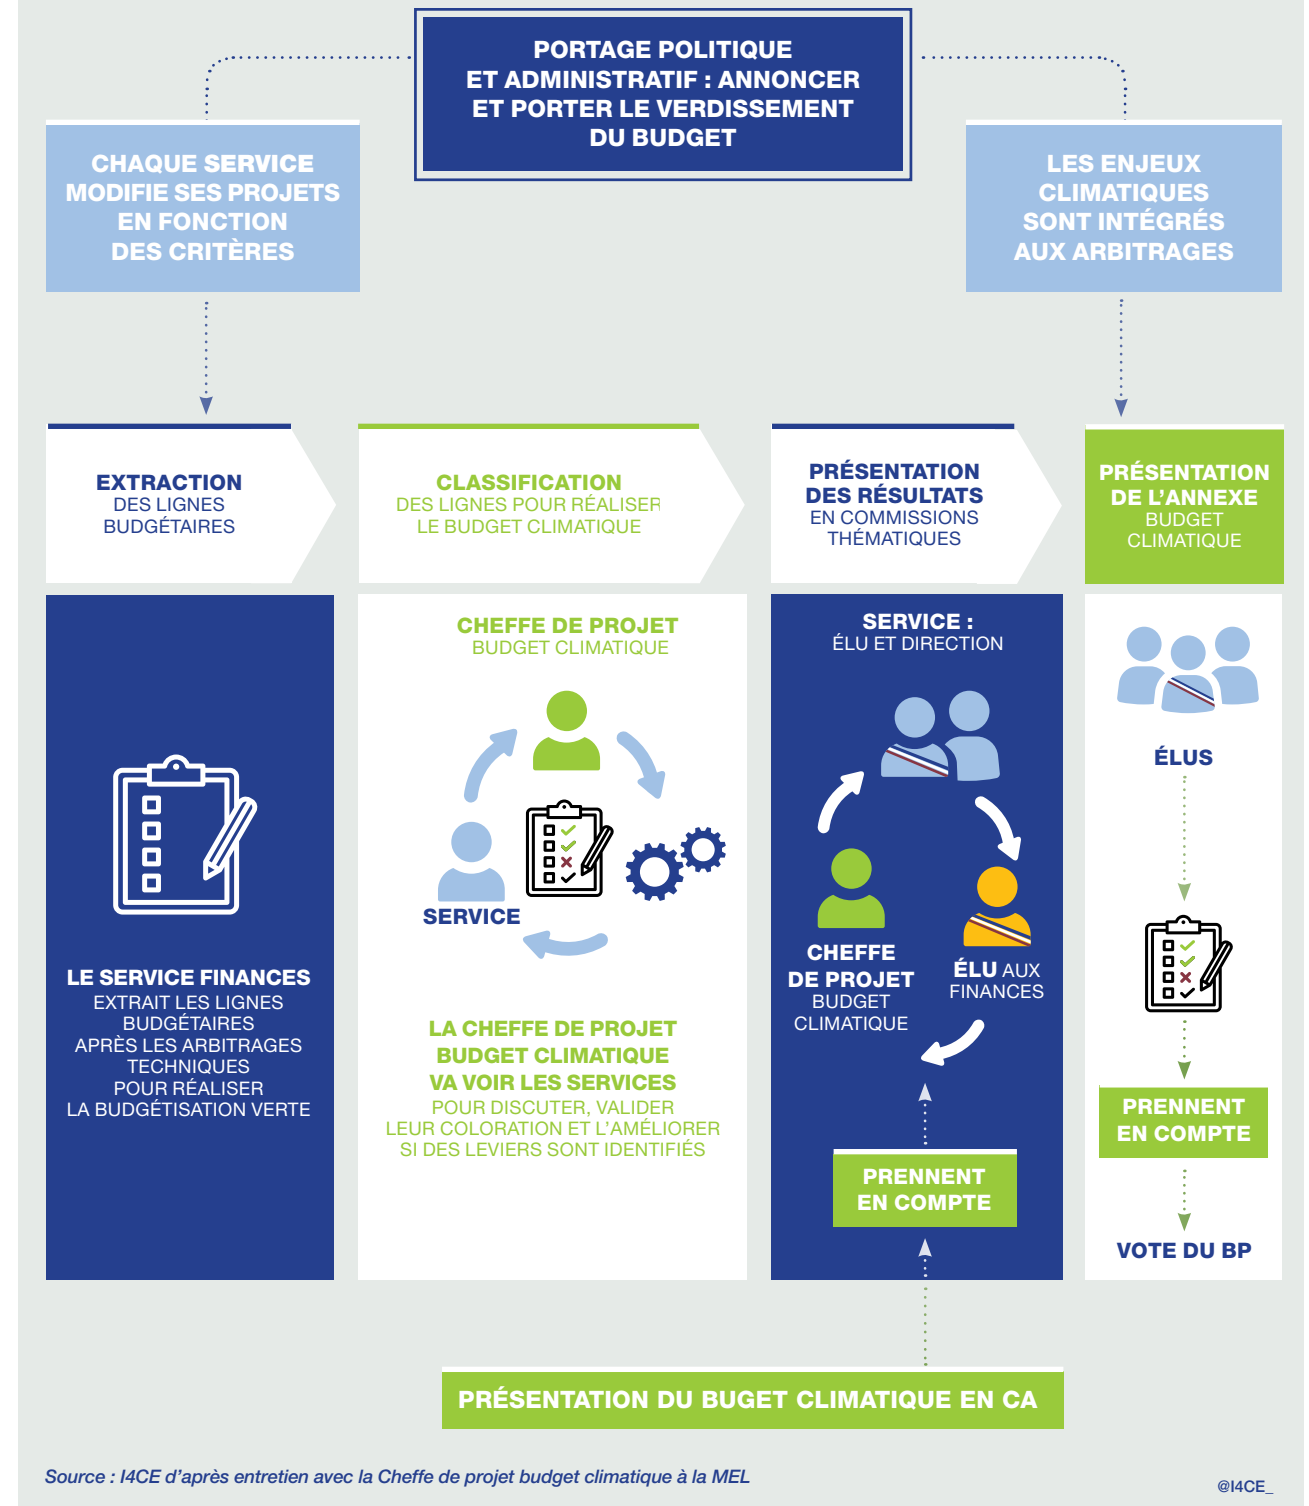 PORTAGE POLITIQUE
ET ADMINISTRATIF : ANNONCER
ET PORTER LE VERDISSEMENT
DU BUDGET
CHAQUE SERVICE
MODIFIE SES PROJETS
EN FONCTION
DES CRITÈRES
LES ENJEUX
CLIMATIQUES
SONT INTÉGRÉS
AUX ARBITRAGES
EXTRACTION
DES LIGNES
BUDGÉTAIRES
CLASSIFICATION
DES LIGNES POUR RÉALISER
LE BUDGET CLIMATIQUE
PRÉSENTATION
DES RÉSULTATS
EN COMMISSIONS
THÉMATIQUES
PRÉSENTATION
DE L'ANNEXE
BUDGET
CLIMATIQUE
LE SERVICE FINANCES
EXTRAIT LES LIGNES
BUDGÉTAIRES
APRÈS LES ARBITRAGES
TECHNIQUES
POUR RÉALISER
LA BUDGÉTISATION VERTE
CHEFFE DE PROJET
BUDGET CLIMATIQUE
SERVICE
LA CHEFFE DE PROJET
BUDGET CLIMATIQUE
VA VOIR LES SERVICES
POUR DISCUTER, VALIDER
LEUR COLORATION ET L'AMÉLIORER
SI DES LEVIERS SONT IDENTIFIÉS
SERVICE :
ÉLU ET DIRECTION
CHEFFE
DE PROJET
BUDGET
CLIMATIQUE
ÉLU AUX
FINANCES
PRENNENT
EN COMPTE
ÉLUS
PRENNENT
EN COMPTE
VOTE DU BP
PRÉSENTATION DU BUGET CLIMATIQUE EN CA
Source : I4CE d'après entretien avec la Cheffe de projet budget climatique à la MEL
@I4CE_